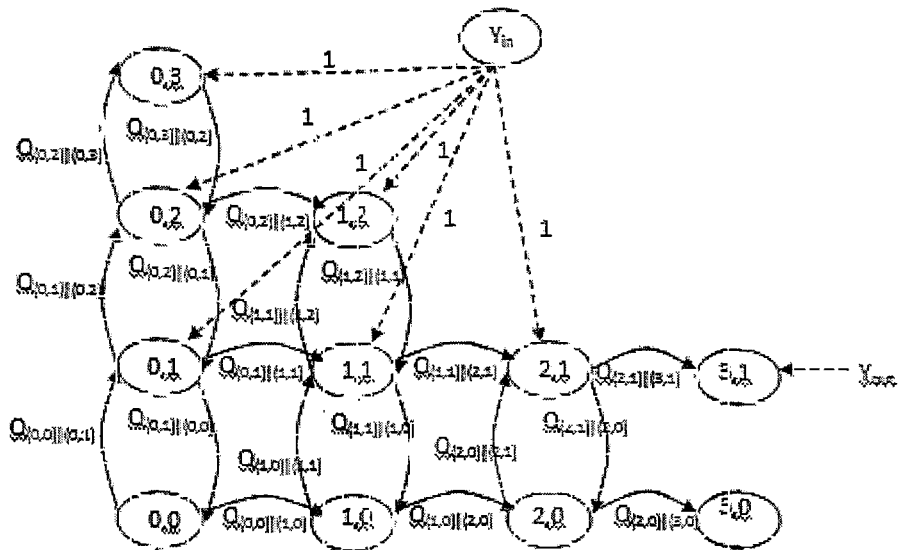 Vin
0,3
1
1
1
1
1
1
Q(0,3)||(0,2)
Q(0,2)||(0,3)
0,2
Q(0,2)||(1,2)
1,2
Q(0,2)||(0,1)
Q(1,2)||(1,1)
Q(0,1)||(0,2)
Q(1,1)||(1,2)
0,1
Q(0,1)||(1,1)
1,1
Q(1,1)||(2,1)
2,1
Q(2,1)||(3,1)
3,1
Q(0,0)||(0,1)
Q(0,1)||(0,0)
Q(1,1)||(1,0)
Q(2,0)||(2,1)
Q(1,0)||(1,1)
0,0
Q(0,0)||(1,0)
1,0
Q(1,0)||(2,0)
2,0
Q(2,0)||(3,0)
3,0